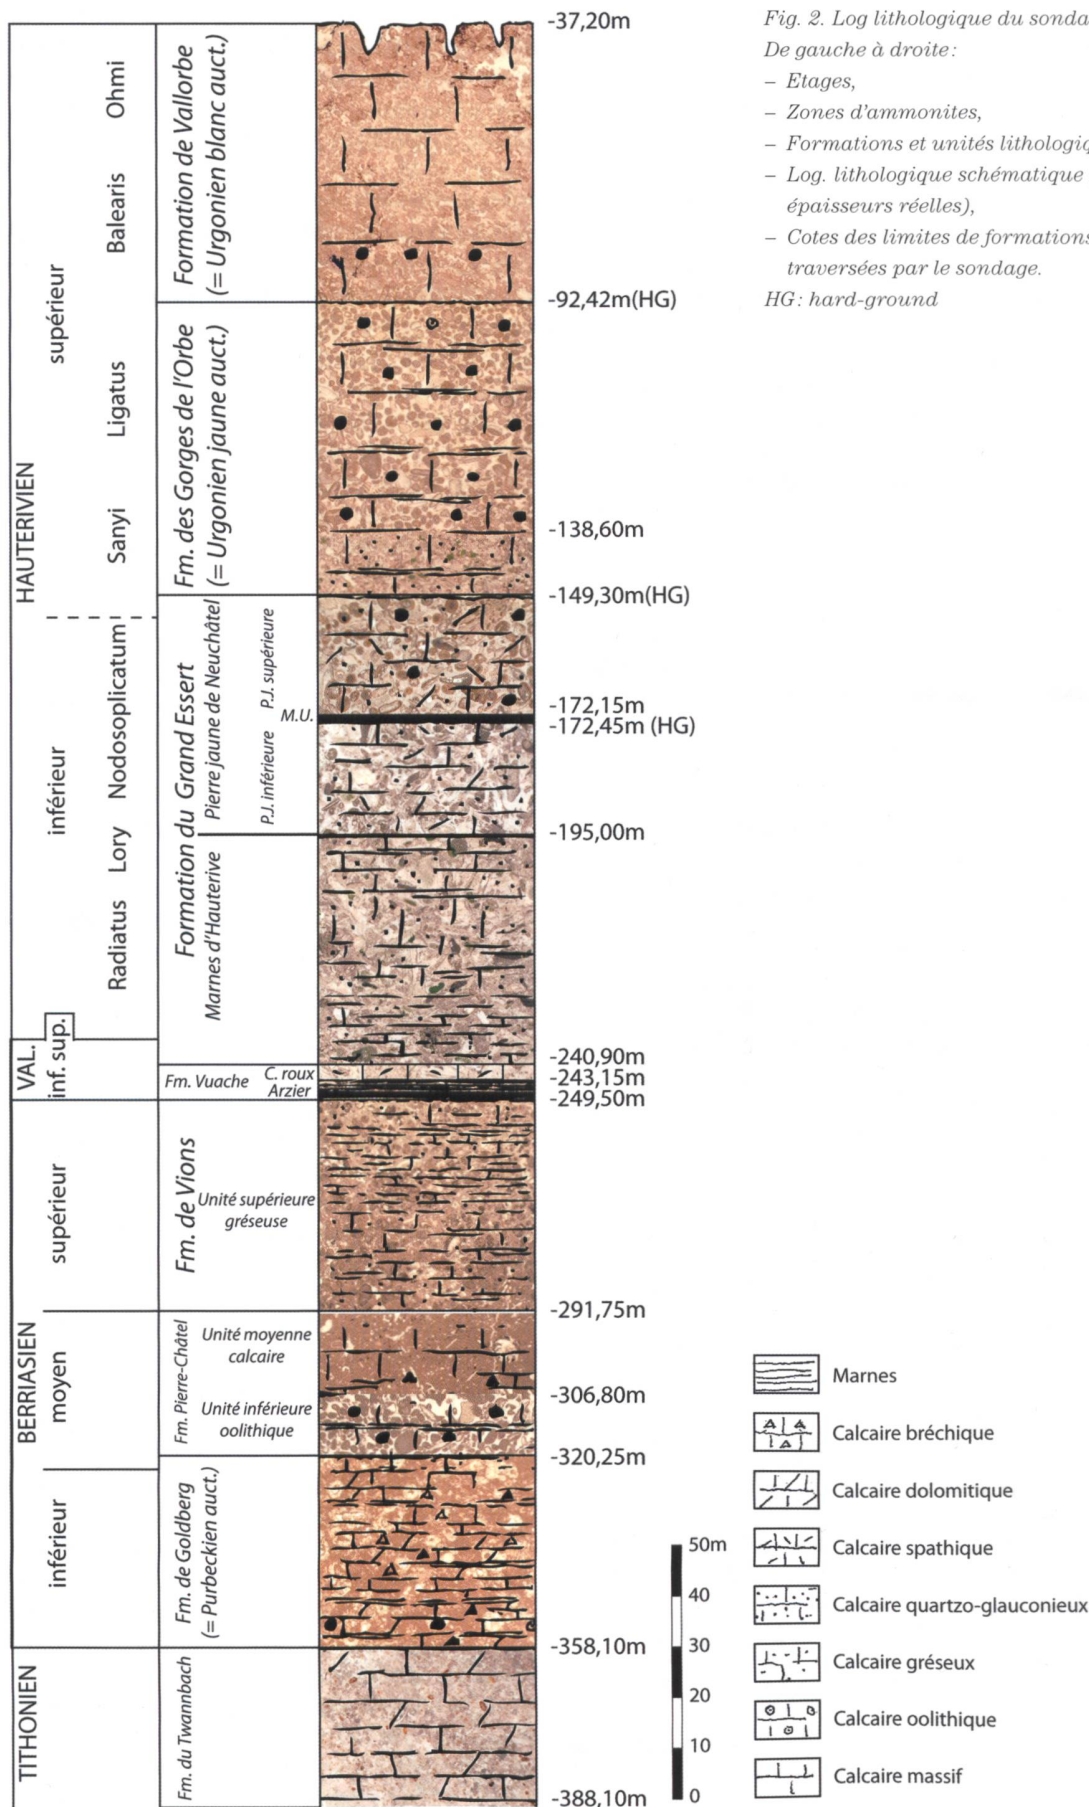 Fig. 2. Log lithologique du
De gauche à droite:
– Etages,
– Zones d'ammonites,
– Formations et unités
– Log. lithologique schématique
épaisseurs réelles),
– Cotes des limites de formations
traversées par le sondage.
HG: hard-ground
HAUTERIVIEN
supérieur
inférieur
Ohmi
Balearis
Ligatus
Sanyi
Nodosoplicatum
Lory
Radiatus
VAL.
inf. sup.
BERRIASIEN
supérieur
moyen
inférieur
TITHONIEN
Formation de Vallorbe
(= Urgonien blanc auct.)
Fm. des Gorges de l'Orbe
(= Urgonien jaune auct.)
Formation du Grand Essert
Pierre jaune de Neuchâtel
P.J. supérieure
M.U.
P.J. inférieure
Marnes d'Hauterive
Fm. Vuache
C. roux
Arzier
Fm. de Vions
Unité supérieure
gréseuse
Fm. Pierre-Châtel
Unité moyenne
calcaire
Unité inférieure
oolithique
Fm. de Goldberg
(= Purbeckien auct.)
Fm. du Twannbach
-37,20m
-92,42m(HG)
-138,60m
-149,30m(HG)
-172,15m
-172,45m (HG)
-195,00m
-240,90m
-243,15m
-249,50m
-291,75m
-306,80m
-320,25m
-358,10m
-388,10m
50m
40
30
20
10
0
Marnes
Calcaire bréchique
Calcaire dolomitique
Calcaire spathique
Calcaire quartzo-glauconieux
Calcaire gréseux
Calcaire oolithique
Calcaire massif